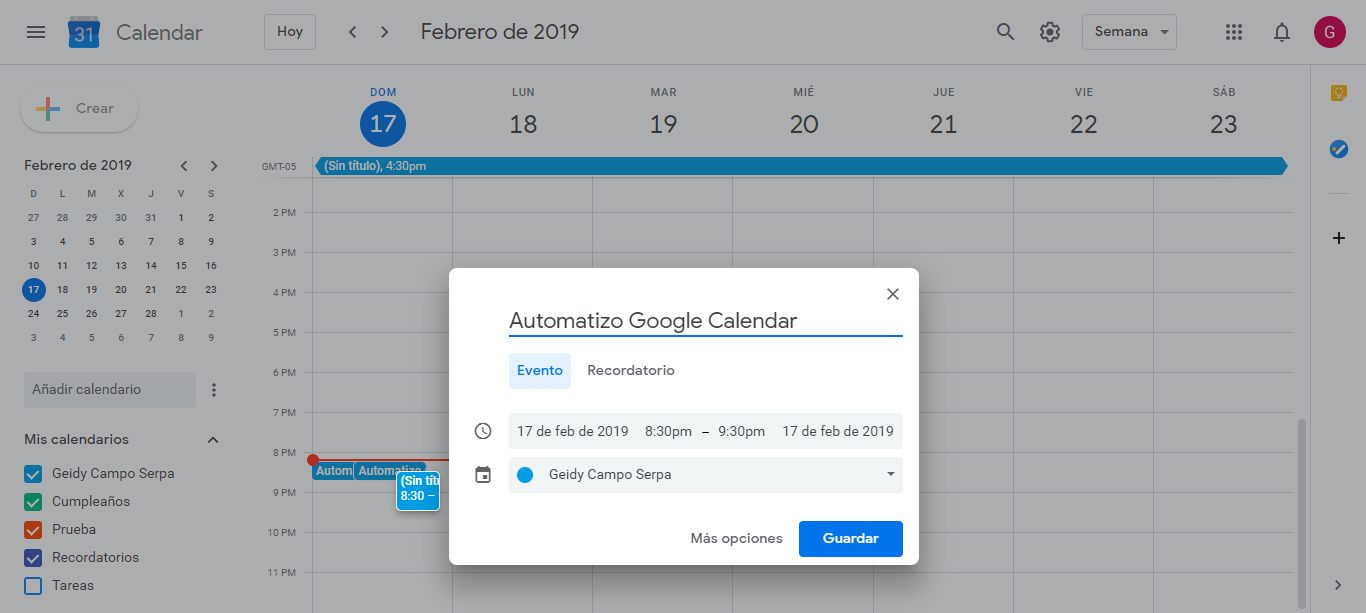 31 Calendar Hoy Febrero de 2019 Semana G
Crear
DOM LUN MAR MIÉ JUE VIE SÁB
17 18 19 20 21 22 23
GMT-05 (Sin título), 4:30pm
Febrero de 2019
D L M X J V S
27 28 29 30 31 1 2
3 4 5 6 7 8 9
10 11 12 13 14 15 16
17 18 19 20 21 22 23
24 25 26 27 28 1 2
3 4 5 6 7 8 9
Añadir calendario
Mis calendarios
Geidy Campo Serpa
Cumpleaños
Prueba
Recordatorios
Tareas
2 PM
3 PM
4 PM
5 PM
6 PM
7 PM
8 PM
9 PM
10 PM
11 PM
Autom Automatizo
(Sin títu
8:30 –
Automatizo Google Calendar
Evento Recordatorio
17 de feb de 2019 8:30pm – 9:30pm 17 de feb de 2019
Geidy Campo Serpa
Más opciones Guardar